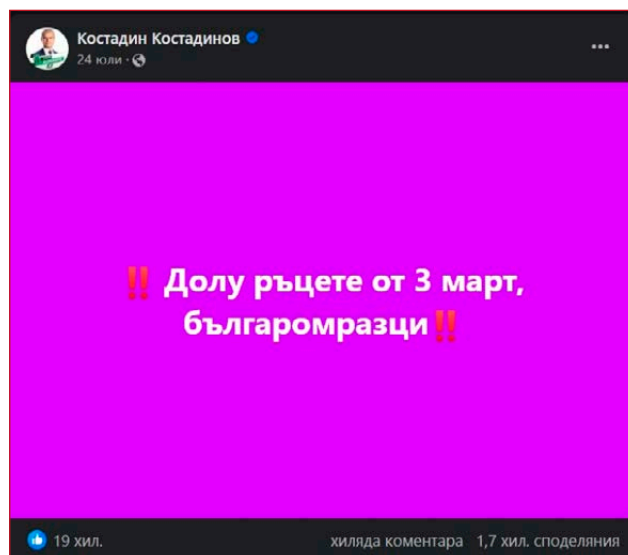 Костадин Костадинов
24 юли ·
‼ Долу ръцете от 3 март,
българомразци‼
19 хил.
хиляда коментара 1,7 хил. споделяния